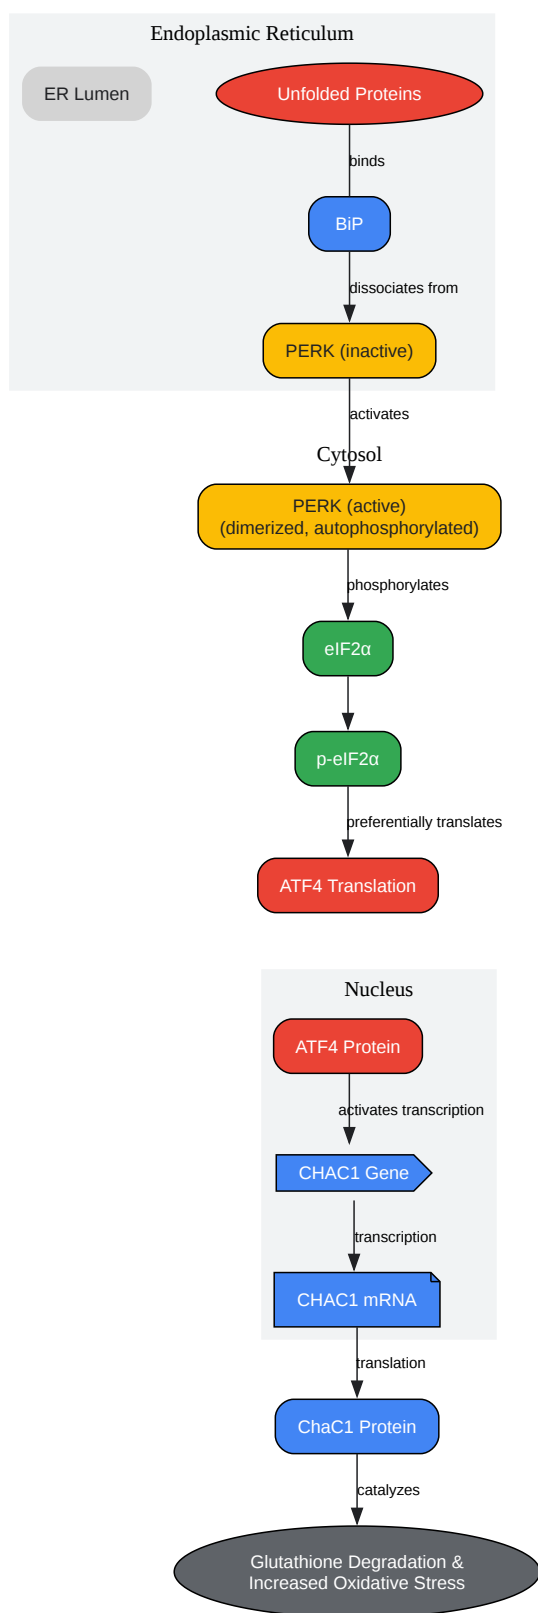 Endoplasmic Reticulum
ER Lumen
Unfolded Proteins
binds
BiP
dissociates from
PERK (inactive)
activates
Cytosol
PERK (active)
(dimerized, autophosphorylated)
phosphorylates
eIF2α
p-eIF2α
preferentially translates
ATF4 Translation
Nucleus
ATF4 Protein
activates transcription
CHAC1 Gene
transcription
CHAC1 mRNA
translation
ChaC1 Protein
catalyzes
Glutathione Degradation &
Increased Oxidative Stress